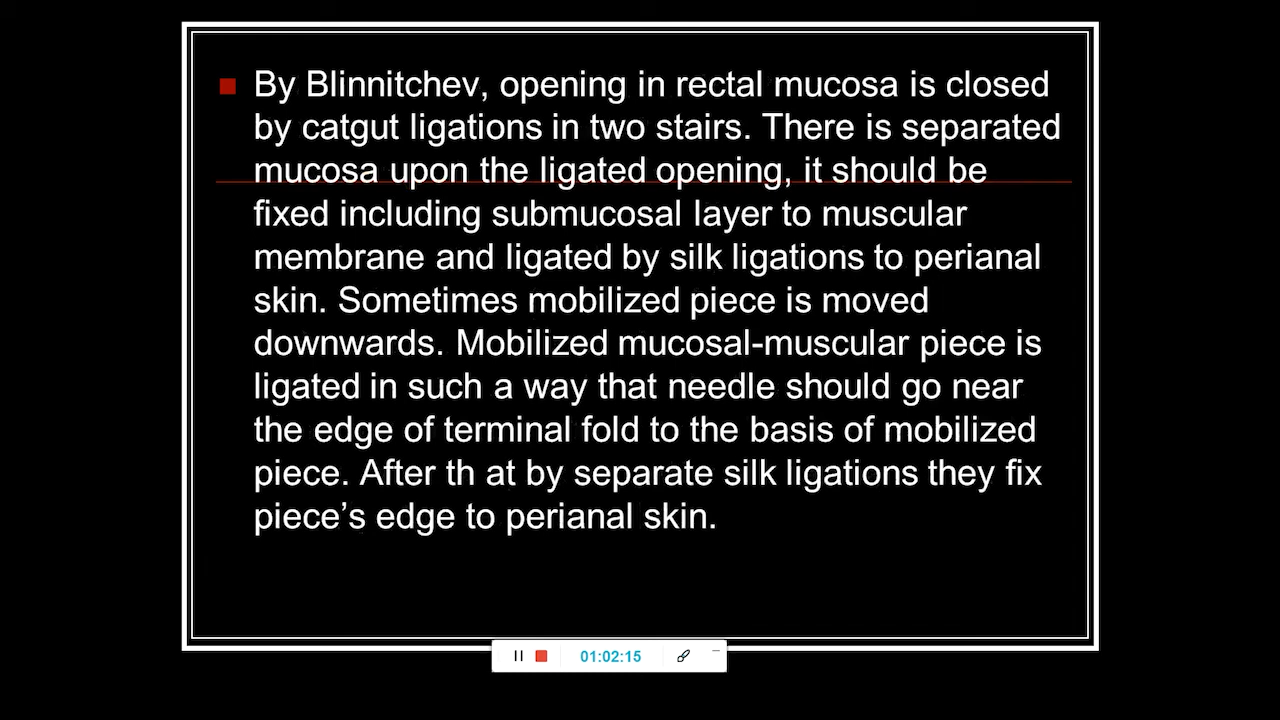 By Blinnitchev, opening in rectal mucosa is closed
by catgut ligations in two stairs. There is separated
mucosa upon the ligated opening, it should be
fixed including submucosal layer to muscular
membrane and ligated by silk ligations to perianal
skin. Sometimes mobilized piece is moved
downwards. Mobilized mucosal-muscular piece is
ligated in such a way that needle should go near
the edge of terminal fold to the basis of mobilized
piece. After th at by separate silk ligations they fix
piece’s edge to perianal skin.
01:02:15